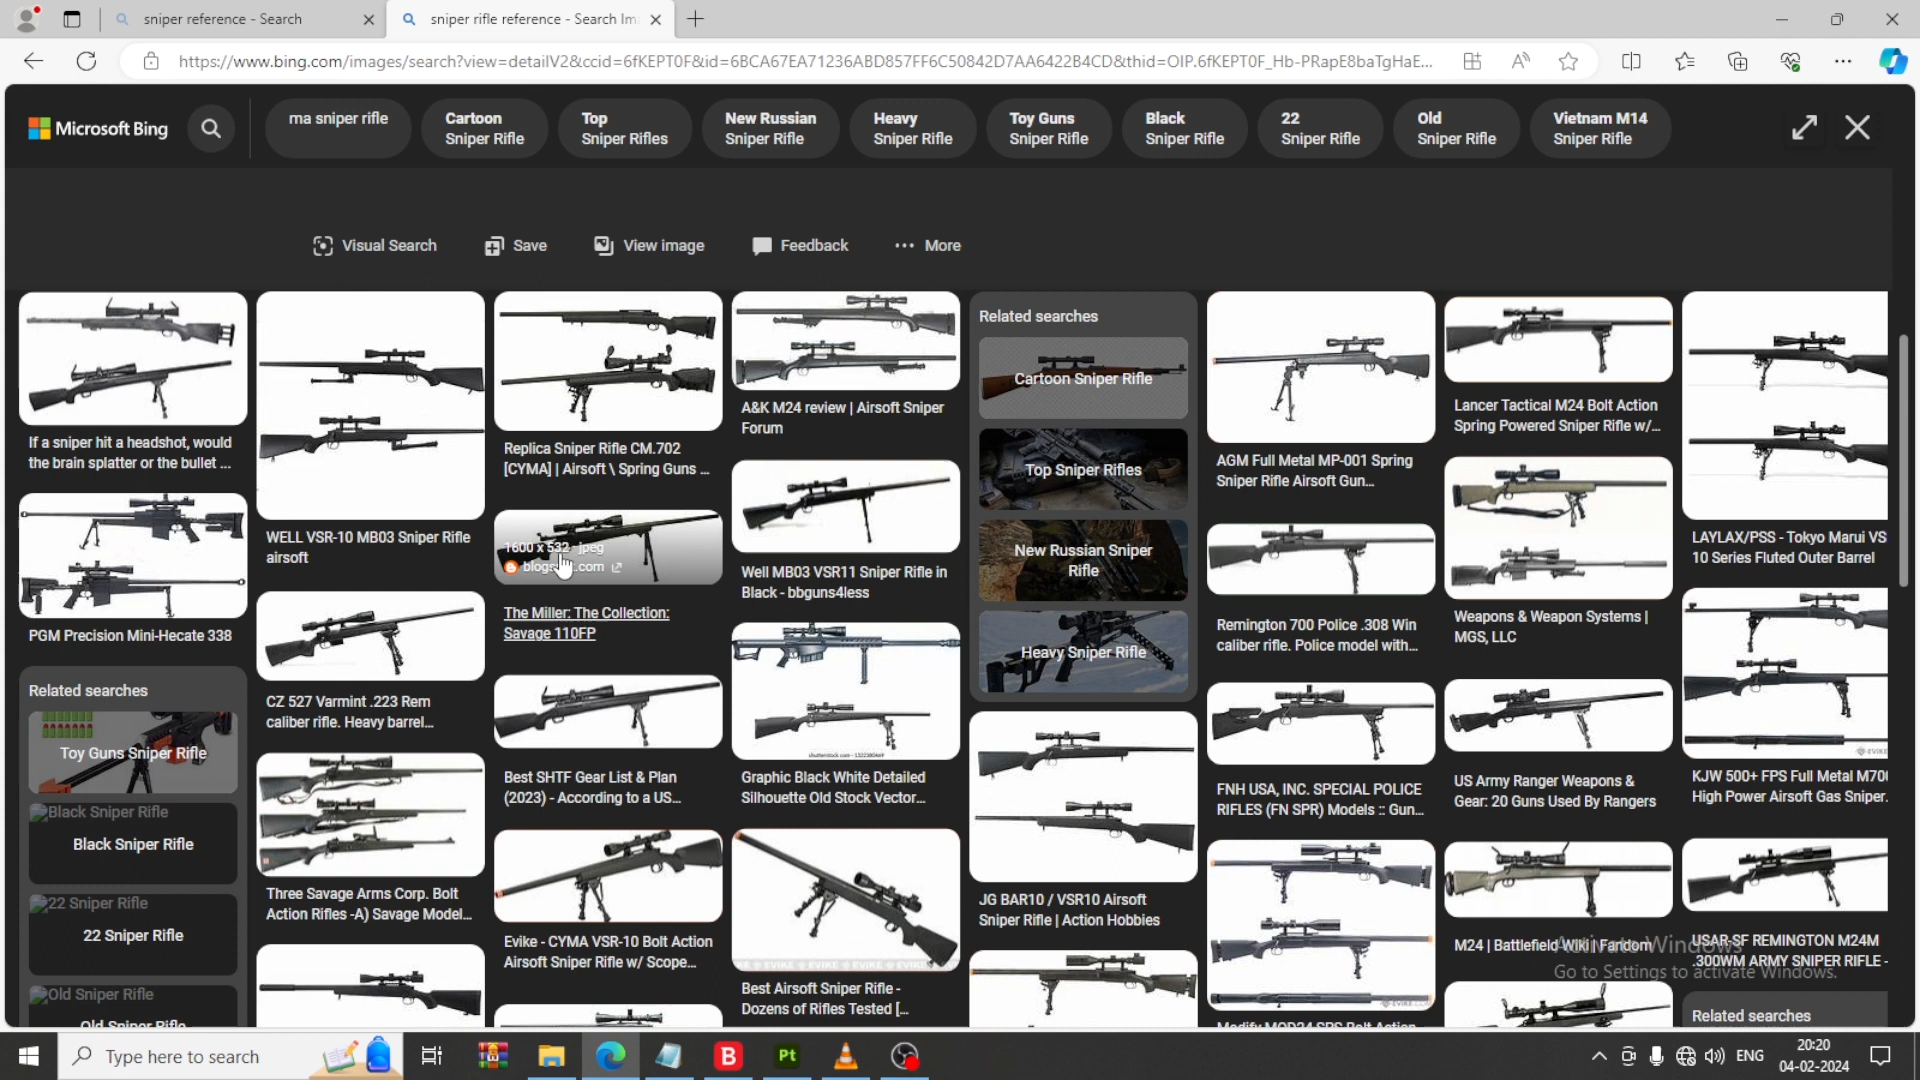 sniper reference - Search
sniper rifle reference - Search Im
https://www.bing.com/images/search?view=detailV2&ccid=6fKEPT0F&id=6BCA67EA71236ABD857FF6C50842D7AA6422B4CD&thid=OIP.6fKEPT0F_Hb-PRapE8baTgHaE...
Microsoft Bing
ma sniper rifle
Cartoon
Sniper Rifle
Top
Sniper Rifles
New Russian
Sniper Rifle
Heavy
Sniper Rifle
Toy Guns
Sniper Rifle
Black
Sniper Rifle
22
Sniper Rifle
Old
Sniper Rifle
Vietnam M14
Sniper Rifle
Visual Search
Save
View image
Feedback
More
If a sniper hit a headshot, would
the brain splatter or the bullet ...
PGM Precision Mini-Hecate 338
Related searches
Toy Guns Sniper Rifle
Black Sniper Rifle
Black Sniper Rifle
22 Sniper Rifle
22 Sniper Rifle
Old Sniper Rifle
Old Sniper Rifle
WELL VSR-10 MB03 Sniper Rifle
airsoft
CZ 527 Varmint .223 Rem
caliber rifle. Heavy barrel...
Three Savage Arms Corp. Bolt
Action Rifles -A) Savage Model...
Replica Sniper Rifle CM.702
[CYMA] | Airsoft \ Spring Guns ...
1600 x 532 · jpeg
.com
The Miller: The Collection:
Savage 110FP
Best SHTF Gear List & Plan
(2023) - According to a US...
Evike - CYMA VSR-10 Bolt Action
Airsoft Sniper Rifle w/ Scope...
A&K M24 review | Airsoft Sniper
Forum
Well MB03 VSR11 Sniper Rifle in
Black - bbguns4less
Graphic Black White Detailed
Silhouette Old Stock Vector...
EVIKE
Best Airsoft Sniper Rifle -
Dozens of Rifles Tested [...
Related searches
Cartoon Sniper Rifle
Top Sniper Rifles
New Russian Sniper
Rifle
Heavy Sniper Rifle
JG BAR10 / VSR10 Airsoft
Sniper Rifle | Action Hobbies
AGM Full Metal MP-001 Spring
Sniper Rifle Airsoft Gun...
Remington 700 Police .308 Win
caliber rifle. Police model with...
FNH USA, INC. SPECIAL POLICE
RIFLES (FN SPR) Models :: Gun...
Modify MOD24 SPS Bolt Action
Lancer Tactical M24 Bolt Action
Spring Powered Sniper Rifle w/...
Weapons & Weapon Systems |
MGS, LLC
US Army Ranger Weapons &
Gear: 20 Guns Used By Rangers
M24 | Battlefield Wiki | Fandom
LAYLAX/PSS - Tokyo Marui VS
10 Series Fluted Outer Barrel
EVIKE
KJW 500+ FPS Full Metal M700
High Power Airsoft Gas Sniper.
USAR-SF REMINGTON M24M
.300WM ARMY SNIPER RIFLE -
Related searches
Activate Windows
Go to Settings to activate Windows.
Type here to search
Pt
ENG
20:20
04-02-2024